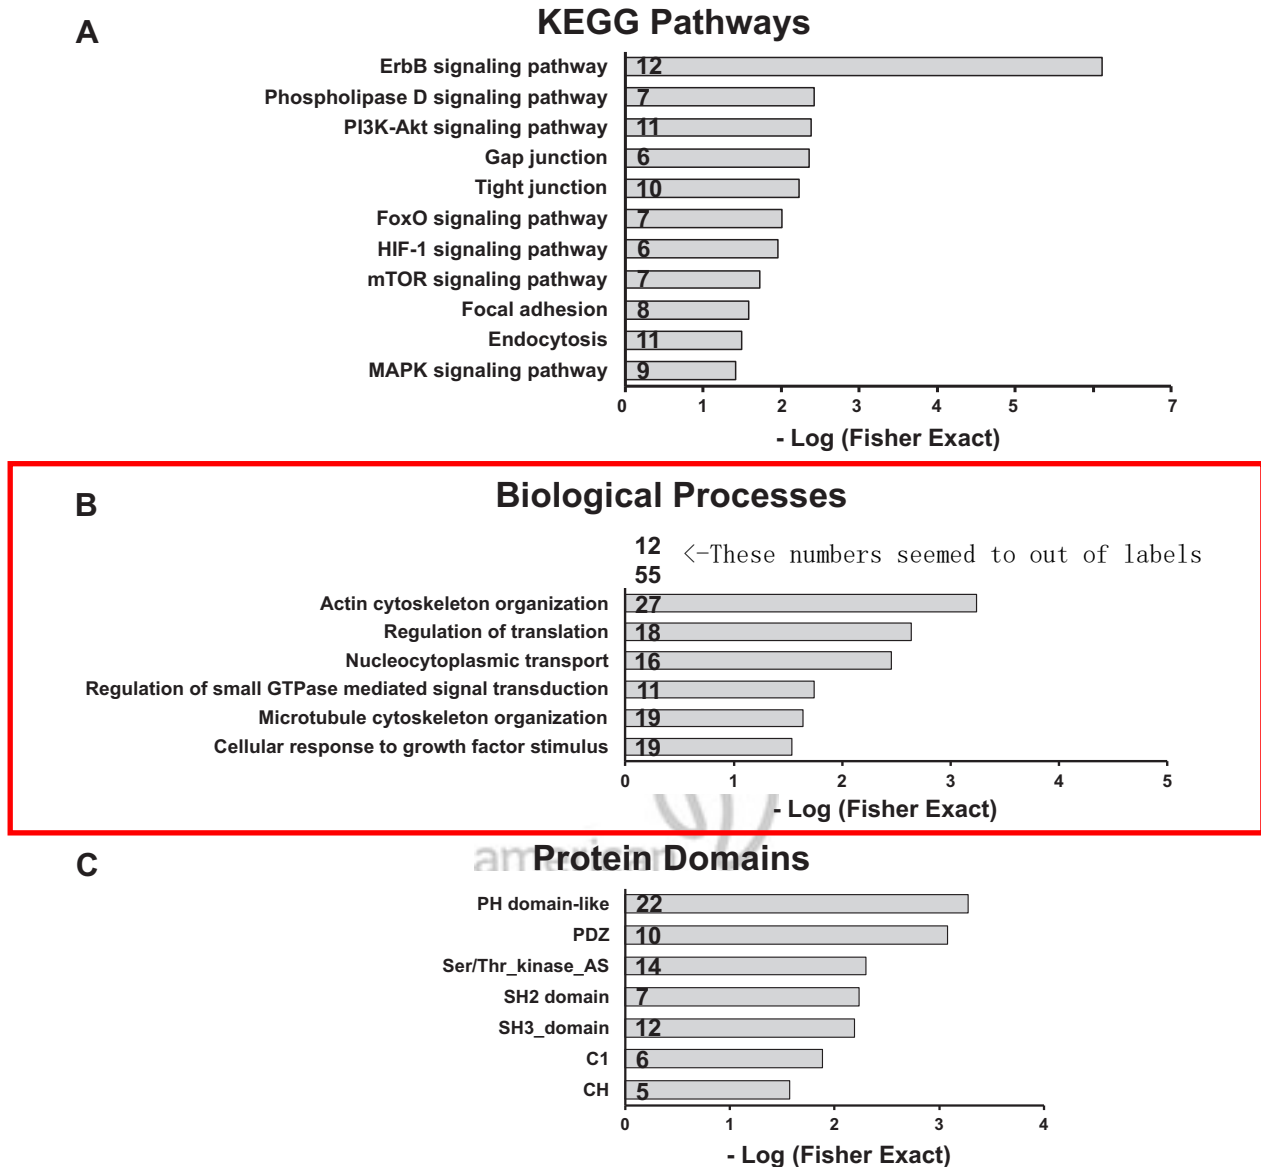 A
KEGG Pathways
ErbB signaling pathway 12
Phospholipase D signaling pathway 7
PI3K-Akt signaling pathway 11
Gap junction 6
Tight junction 10
FoxO signaling pathway 7
HIF-1 signaling pathway 6
mTOR signaling pathway 7
Focal adhesion 8
Endocytosis 11
MAPK signaling pathway 9
0 1 2 3 4 5 7
- Log (Fisher Exact)
B
Biological Processes
12 <-These numbers seemed to out of labels
55
Actin cytoskeleton organization 27
Regulation of translation 18
Nucleocytoplasmic transport 16
Regulation of small GTPase mediated signal transduction 11
Microtubule cytoskeleton organization 19
Cellular response to growth factor stimulus 19
0 1 2 3 4 5
- Log (Fisher Exact)
american
C
Protein Domains
PH domain-like 22
PDZ 10
Ser/Thr_kinase_AS 14
SH2 domain 7
SH3_domain 12
C1 6
CH 5
0 1 2 3 4
- Log (Fisher Exact)